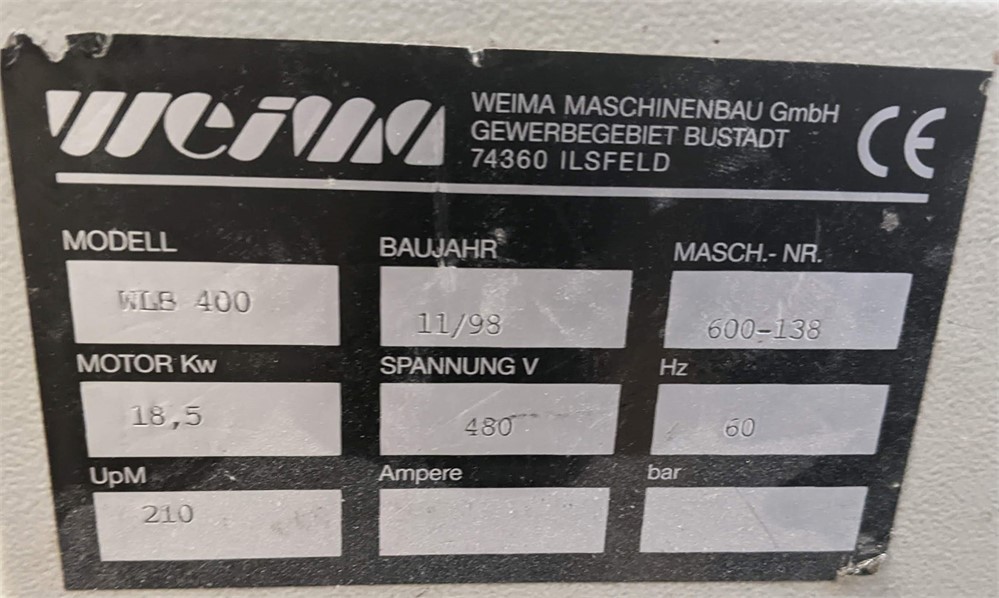 weima
WEIMA MASCHINENBAU GmbH
GEWERBEGEBIET BUSTADT
74360 ILSFELD
CE
MODELL BAUJAHR MASCH.- NR.
WLB 400 11/98 600-138
MOTOR Kw SPANNUNG V Hz
18,5 480 60
UpM Ampere bar
210